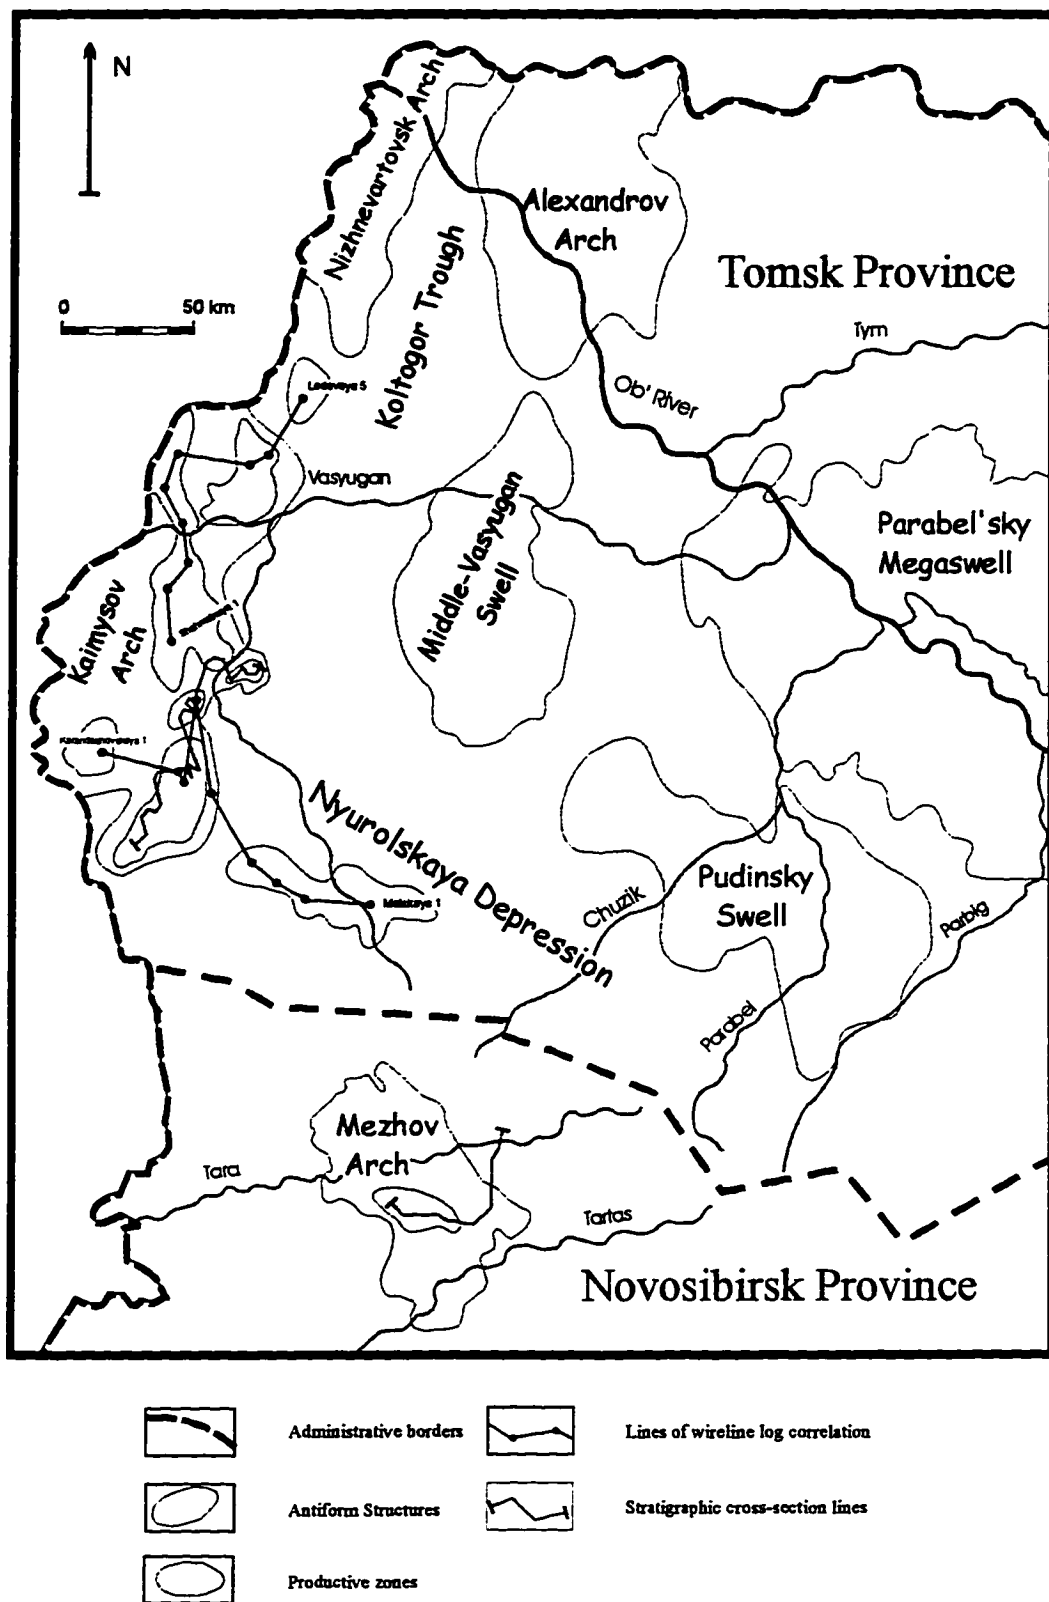 N
Nizhnevartovsk Arch
Alexandrov
Arch
Koltogor Trough
Tomsk Province
0 50 km
Tym
Ob' River
Vasyugan
Middle-Vasyugan
Swell
Parabel'sky
Megaswell
Kaimysov
Arch
Nyurolskaya Depression
Pudinsky
Swell
Chuzik
Parbig
Parabel
Mezhov
Arch
Tara
Tartas
Novosibirsk Province
Administrative borders
Lines of wireline log correlation
Antiform Structures
Stratigraphic cross-section lines
Productive zones